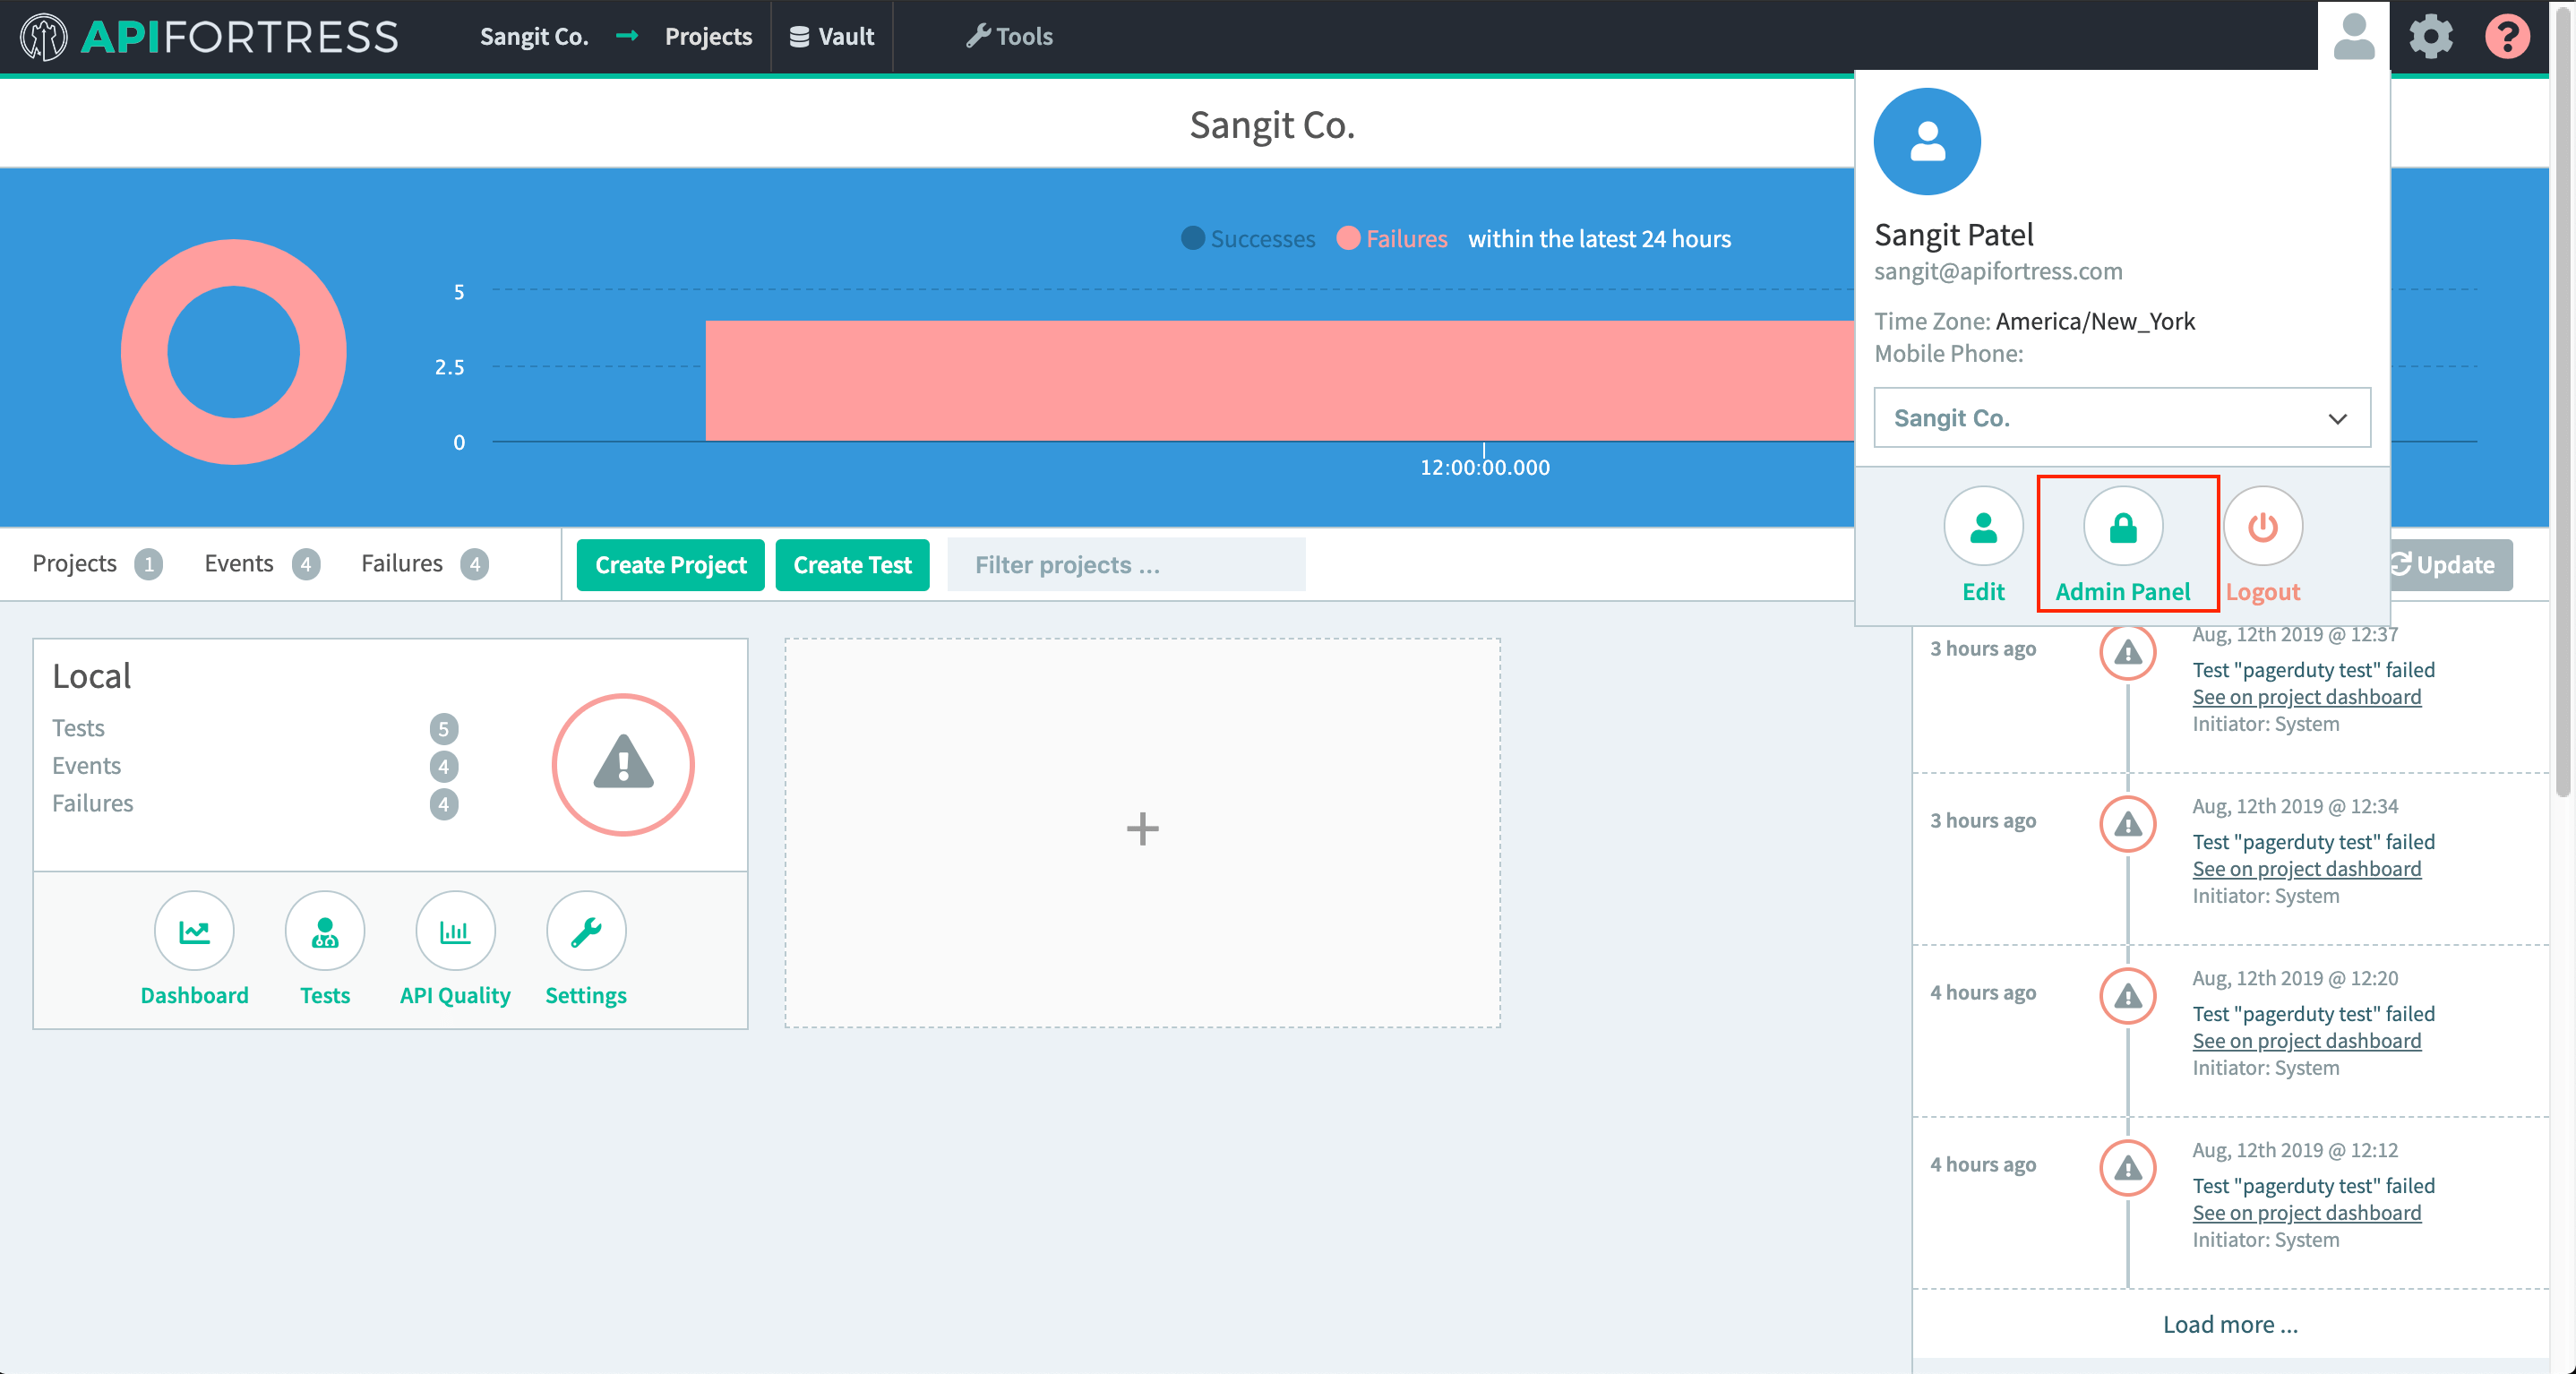 APIFORTRESS
Sangit Co. → Projects
Vault
Tools
?
Sangit Co.
Successes Failures within the latest 24 hours
5
2.5
0
12:00:00.000
Sangit Patel
sangit@apifortress.com
Time Zone: America/New_York
Mobile Phone:
Sangit Co.
Edit
Admin Panel
Logout
Projects 1
Events 4
Failures 4
Create Project
Create Test
Filter projects ...
Update
Local
Tests 5
Events 4
Failures 4
Dashboard
Tests
API Quality
Settings
+
3 hours ago
Aug, 12th 2019 @ 12:37
Test "pagerduty test" failed
See on project dashboard
Initiator: System
3 hours ago
Aug, 12th 2019 @ 12:34
Test "pagerduty test" failed
See on project dashboard
Initiator: System
4 hours ago
Aug, 12th 2019 @ 12:20
Test "pagerduty test" failed
See on project dashboard
Initiator: System
4 hours ago
Aug, 12th 2019 @ 12:12
Test "pagerduty test" failed
See on project dashboard
Initiator: System
Load more ...